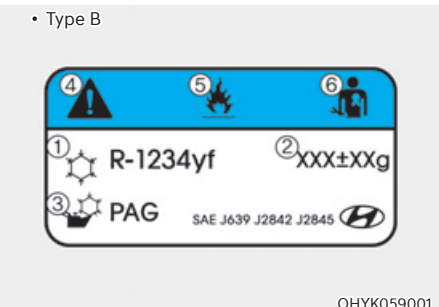 • Type B
④ ⑤ ⑥
① R-1234yf ② XXX±XXg
③ PAG SAE J639 J2842 J2845
OHYK059001